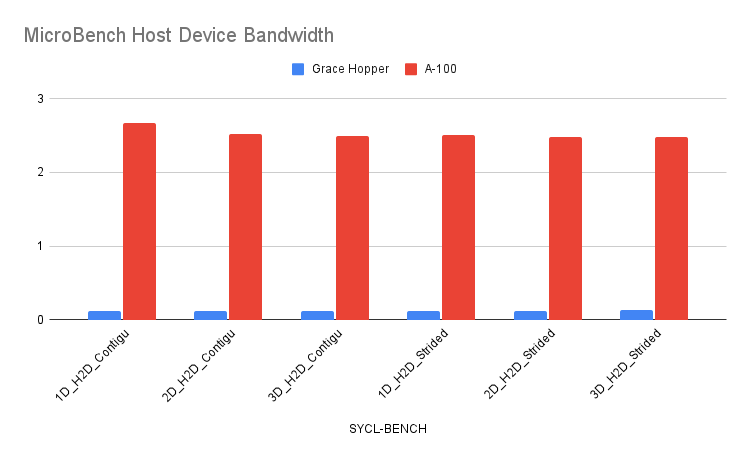 MicroBench Host Device Bandwidth
Grace Hopper
A-100
3
2
1
0
1D_H2D_Contigu
2D_H2D_Contigu
3D_H2D_Contigu
1D_H2D_Strided
2D_H2D_Strided
3D_H2D_Strided
SYCL-BENCH